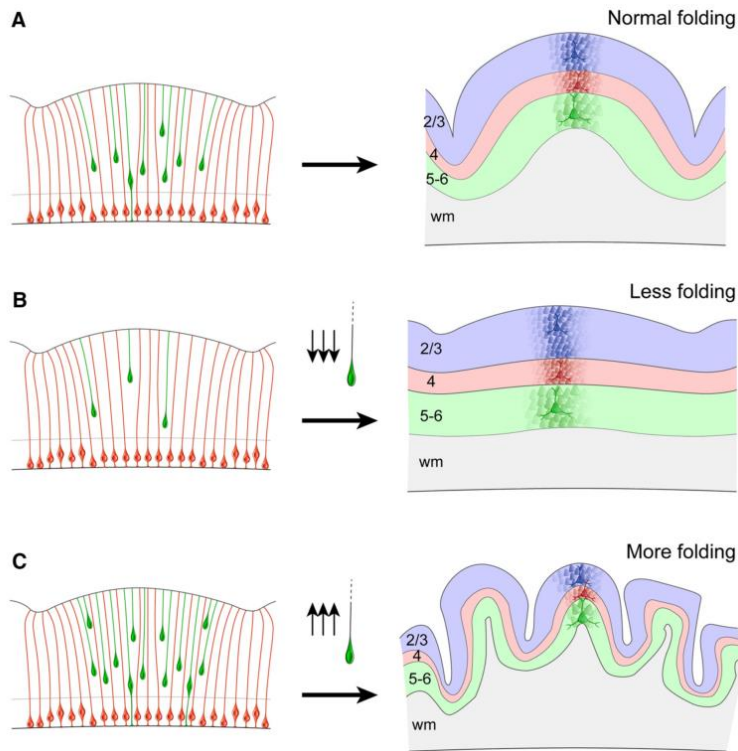 A
Normal folding
2/3
4
5-6
wm
B
Less folding
2/3
4
5-6
wm
C
More folding
2/3
4
5-6
wm